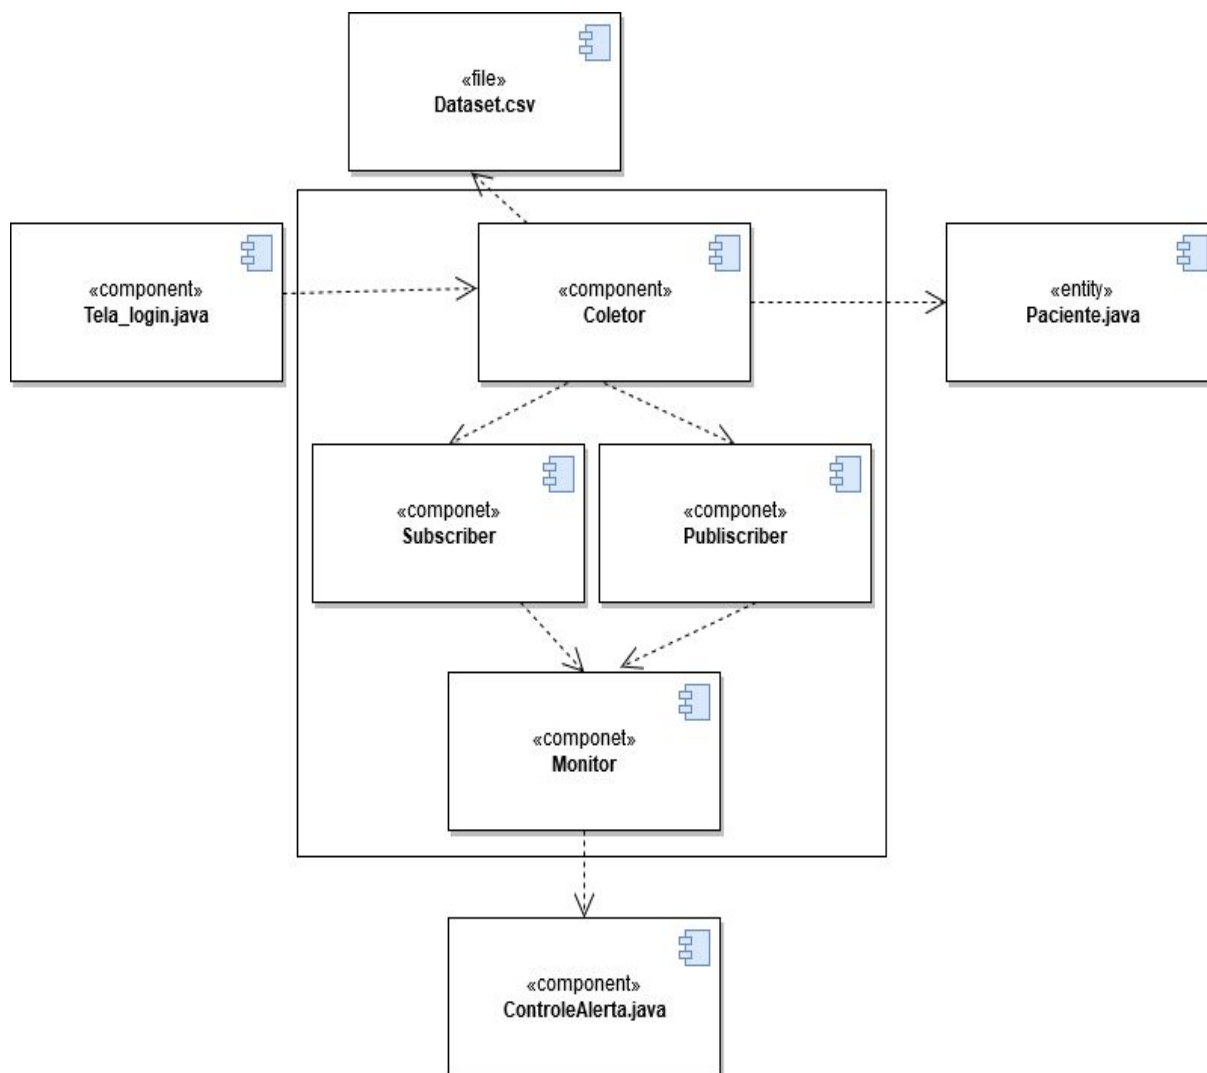 «file»
Dataset.csv
«component»
Tela_login.java
«component»
Coletor
«entity»
Paciente.java
«componet»
Subscriber
«componet»
Publiscriber
«componet»
Monitor
«component»
ControleAlerta.java